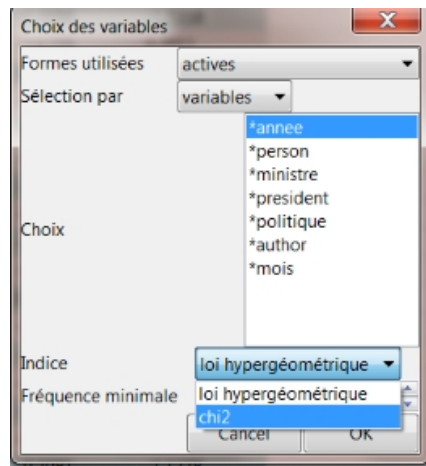 Choix des variables
Formes utilisées actives
Sélection par variables
*annee
*person
*ministre
*president
*politique
*author
*mois
Choix
Indice loi hypergéométrique
Fréquence minimale
loi hypergéométrique
chi2
Cancel OK